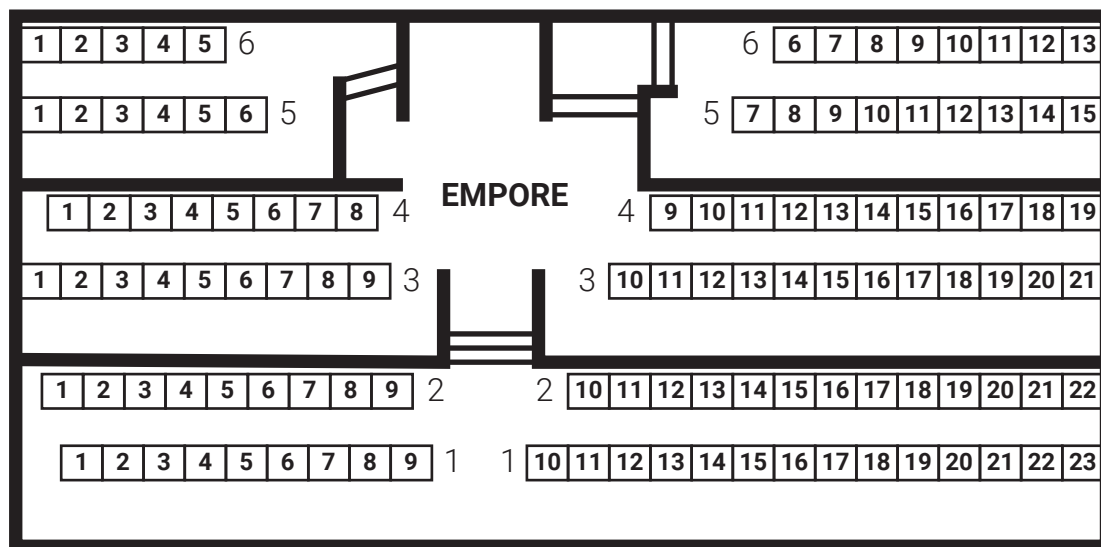 1 2 3 4 5 6 6 6 7 8 9 10 11 12 13
1 2 3 4 5 6 5 5 7 8 9 10 11 12 13 14 15
EMPORE
1 2 3 4 5 6 7 8 4 4 9 10 11 12 13 14 15 16 17 18 19
1 2 3 4 5 6 7 8 9 3 3 10 11 12 13 14 15 16 17 18 19 20 21
1 2 3 4 5 6 7 8 9 2 2 10 11 12 13 14 15 16 17 18 19 20 21 22
1 2 3 4 5 6 7 8 9 1 1 10 11 12 13 14 15 16 17 18 19 20 21 22 23